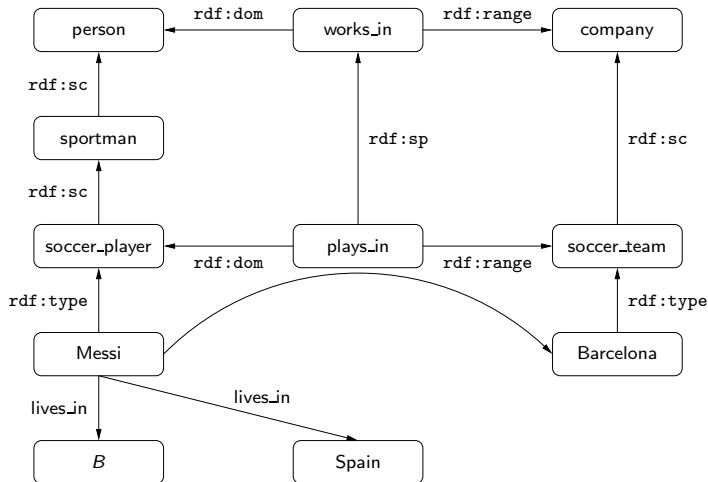 person rdf:dom works_in rdf:range company
rdf:sc
sportman rdf:sp rdf:sc
rdf:sc
soccer_player rdf:dom plays_in rdf:range soccer_team
rdf:type rdf:type
Messi Barcelona
lives_in lives_in
B Spain